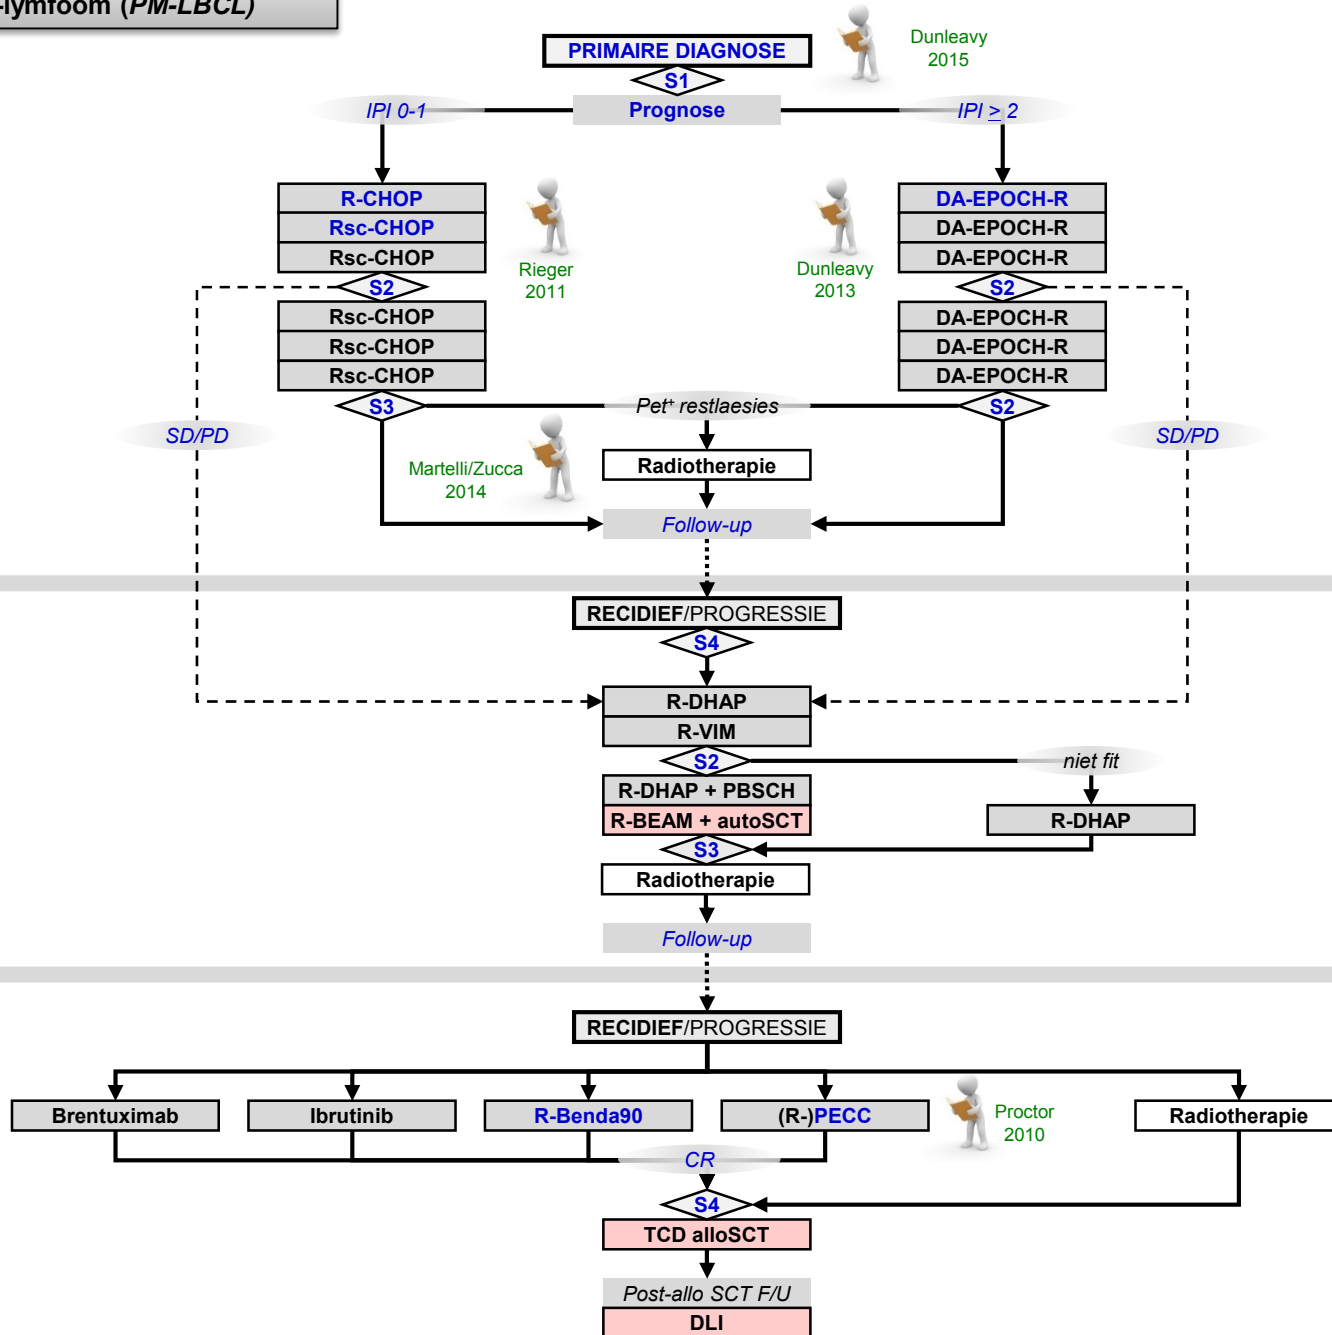 -lymfoom (PM-LBCL)
PRIMAIRE DIAGNOSE
Dunleavy
2015
S1
IPI 0-1
Prognose
IPI ≥ 2
R-CHOP
Rsc-CHOP
Rsc-CHOP
Rieger
2011
Dunleavy
2013
DA-EPOCH-R
DA-EPOCH-R
DA-EPOCH-R
S2
S2
Rsc-CHOP
Rsc-CHOP
Rsc-CHOP
DA-EPOCH-R
DA-EPOCH-R
DA-EPOCH-R
S3
Pet⁺ restlaesies
S2
SD/PD
SD/PD
Martelli/Zucca
2014
Radiotherapie
Follow-up
RECIDIEF/PROGRESSIE
S4
R-DHAP
R-VIM
S2
niet fit
R-DHAP + PBSCH
R-BEAM + autoSCT
R-DHAP
S3
Radiotherapie
Follow-up
RECIDIEF/PROGRESSIE
Brentuximab
Ibrutinib
R-Benda90
(R-)PECC
Proctor
2010
Radiotherapie
CR
S4
TCD alloSCT
Post-allo SCT F/U
DLI